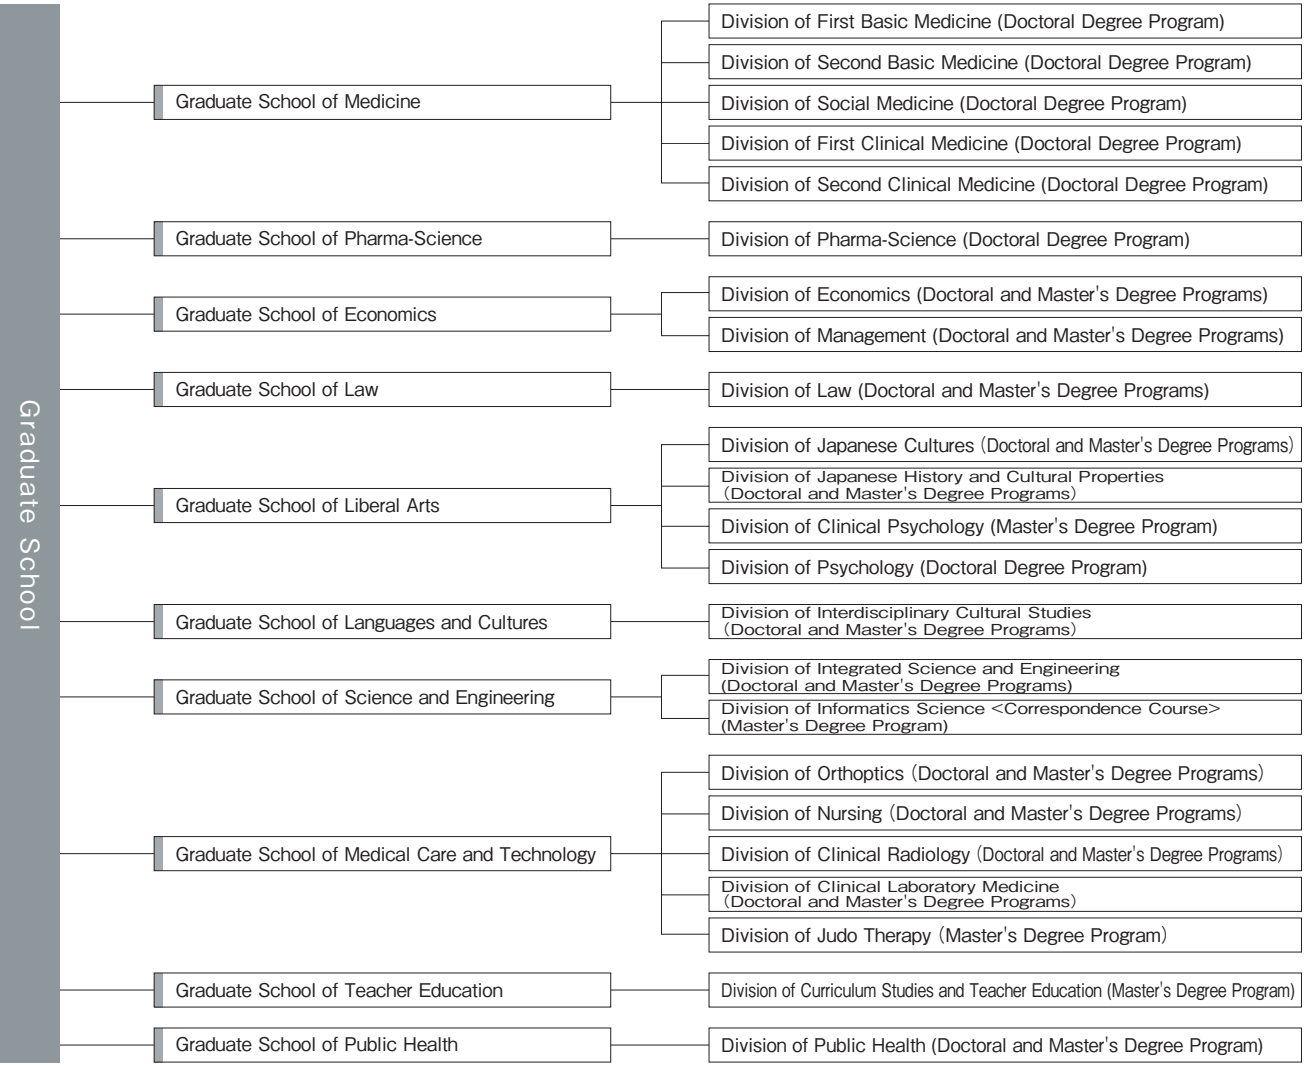 Graduate School
Graduate School of Medicine
Division of First Basic Medicine (Doctoral Degree Program)
Division of Second Basic Medicine (Doctoral Degree Program)
Division of Social Medicine (Doctoral Degree Program)
Division of First Clinical Medicine (Doctoral Degree Program)
Division of Second Clinical Medicine (Doctoral Degree Program)
Graduate School of Pharma-Science
Division of Pharma-Science (Doctoral Degree Program)
Graduate School of Economics
Division of Economics (Doctoral and Master's Degree Programs)
Division of Management (Doctoral and Master's Degree Programs)
Graduate School of Law
Division of Law (Doctoral and Master's Degree Programs)
Graduate School of Liberal Arts
Division of Japanese Cultures (Doctoral and Master's Degree Programs)
Division of Japanese History and Cultural Properties
(Doctoral and Master's Degree Programs)
Division of Clinical Psychology (Master's Degree Program)
Division of Psychology (Doctoral Degree Program)
Graduate School of Languages and Cultures
Division of Interdisciplinary Cultural Studies
(Doctoral and Master's Degree Programs)
Graduate School of Science and Engineering
Division of Integrated Science and Engineering
(Doctoral and Master's Degree Programs)
Division of Informatics Science <Correspondence Course>
(Master's Degree Program)
Graduate School of Medical Care and Technology
Division of Orthoptics (Doctoral and Master's Degree Programs)
Division of Nursing (Doctoral and Master's Degree Programs)
Division of Clinical Radiology (Doctoral and Master's Degree Programs)
Division of Clinical Laboratory Medicine
(Doctoral and Master's Degree Programs)
Division of Judo Therapy (Master's Degree Program)
Graduate School of Teacher Education
Division of Curriculum Studies and Teacher Education (Master's Degree Program)
Graduate School of Public Health
Division of Public Health (Doctoral and Master's Degree Program)